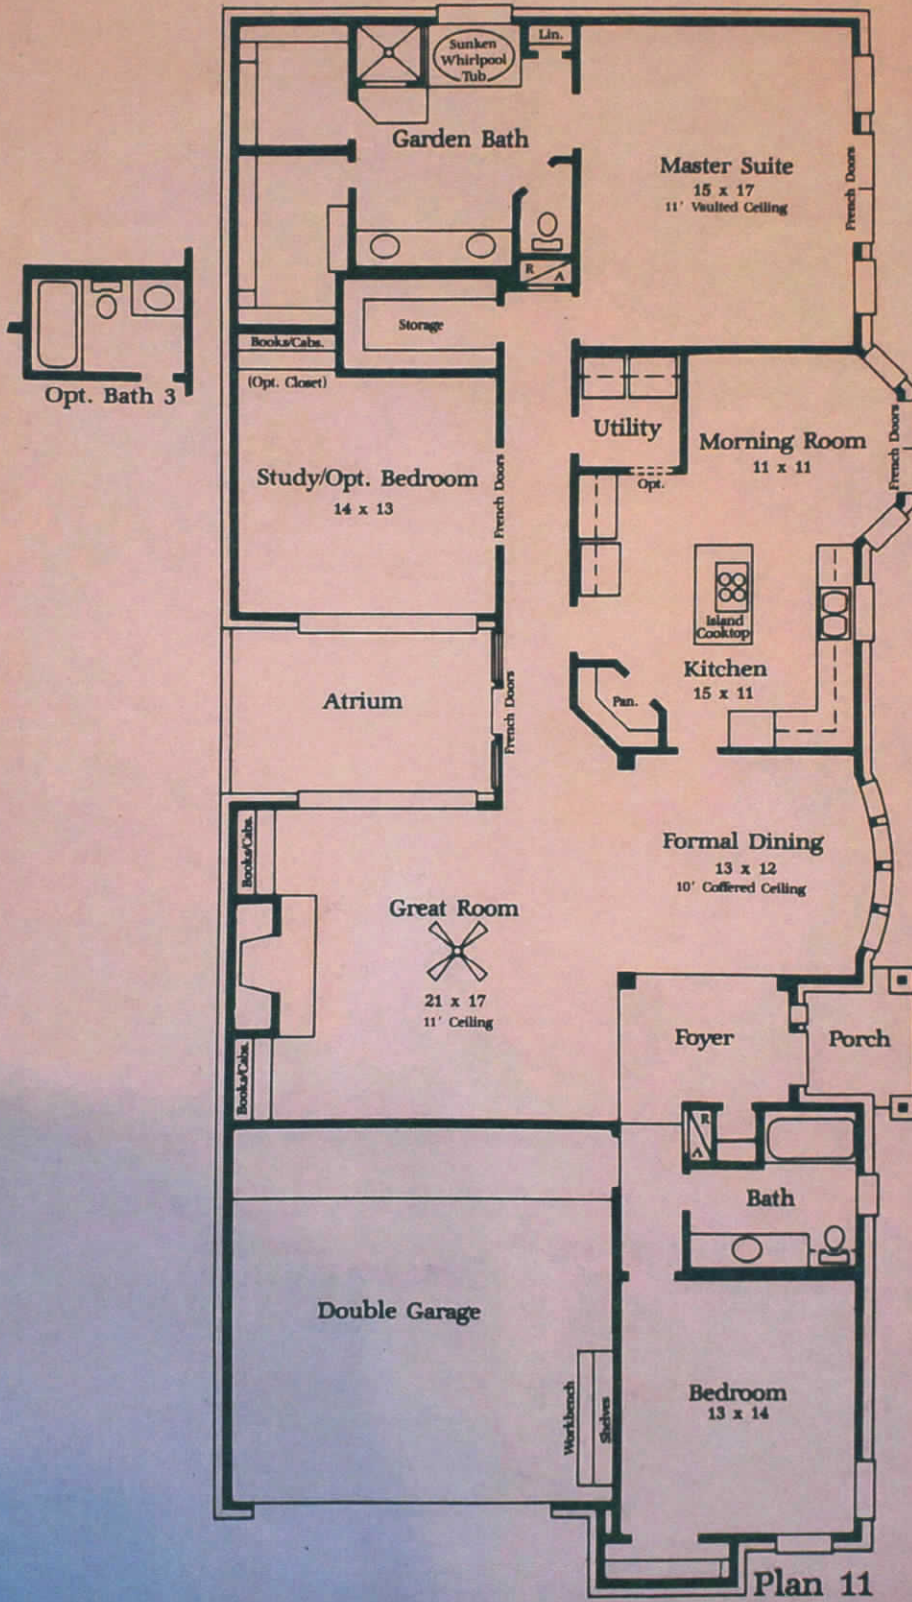 Lin.
Sunken
Whirlpool
Tub
Garden Bath
Master Suite
15 x 17
11' Vaulted Ceiling
French Doors
R
A
Storage
Books/Cabs.
(Opt. Closet)
Opt. Bath 3
Utility
Morning Room
11 x 11
French Doors
Study/Opt. Bedroom
14 x 13
French Doors
Opt.
Island
Cooktop
Kitchen
15 x 11
Pan.
Atrium
French Doors
Formal Dining
13 x 12
10' Coffered Ceiling
Books/Cabs.
Great Room
21 x 17
11' Ceiling
Foyer
Porch
Books/Cabs.
R
A
Bath
Double Garage
Workbench
Shelves
Bedroom
13 x 14
Plan 11